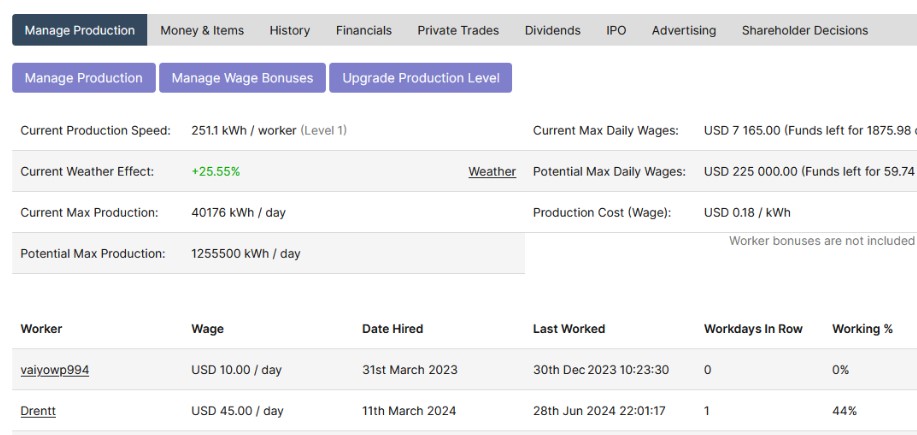 Manage Production Money & Items History Financials Private Trades Dividends IPO Advertising Shareholder Decisions
Manage Production Manage Wage Bonuses Upgrade Production Level
Current Production Speed: 251.1 kWh / worker (Level 1) Current Max Daily Wages: USD 7 165.00 (Funds left for 1875.98
Current Weather Effect: +25.55% Weather Potential Max Daily Wages: USD 225 000.00 (Funds left for 59.74
Current Max Production: 40176 kWh / day Production Cost (Wage): USD 0.18 / kWh
Worker bonuses are not included
Potential Max Production: 1255500 kWh / day
Worker Wage Date Hired Last Worked Workdays In Row Working %
vaiyowp994 USD 10.00 / day 31st March 2023 30th Dec 2023 10:23:30 0 0%
Drentt USD 45.00 / day 11th March 2024 28th Jun 2024 22:01:17 1 44%